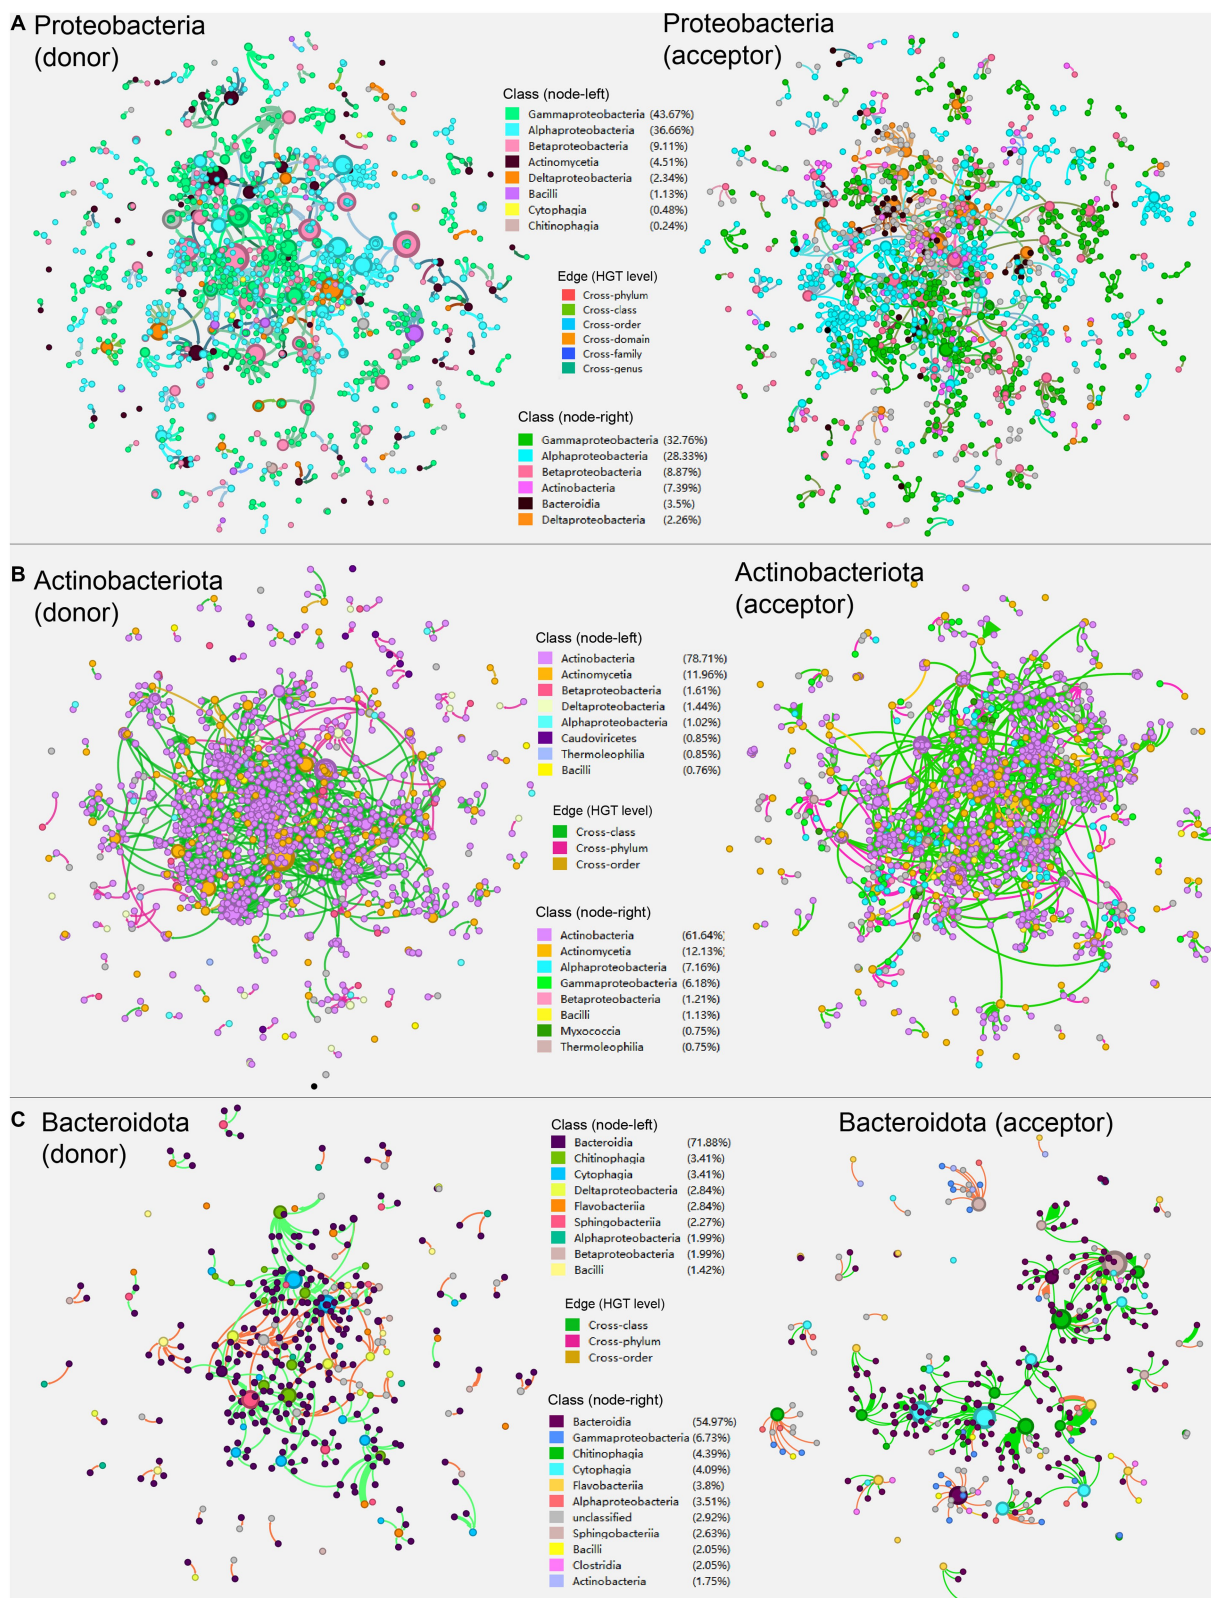 A Proteobacteria
(donor)
Proteobacteria
(acceptor)
Class (node-left)
Gammaproteobacteria (43.67%)
Alphaproteobacteria (36.66%)
Betaproteobacteria (9.11%)
Actinomycetia (4.51%)
Deltaproteobacteria (2.34%)
Bacilli (1.13%)
Cytophagia (0.48%)
Chitinophagia (0.24%)
Edge (HGT level)
Cross-phylum
Cross-class
Cross-order
Cross-domain
Cross-family
Cross-genus
Class (node-right)
Gammaproteobacteria (32.76%)
Alphaproteobacteria (28.33%)
Betaproteobacteria (8.87%)
Actinobacteria (7.39%)
Bacteroidia (3.5%)
Deltaproteobacteria (2.26%)
B Actinobacteriota
(donor)
Actinobacteriota
(acceptor)
Class (node-left)
Actinobacteria (78.71%)
Actinomycetia (11.96%)
Betaproteobacteria (1.61%)
Deltaproteobacteria (1.44%)
Alphaproteobacteria (1.02%)
Caudoviricetes (0.85%)
Thermoleophilia (0.85%)
Bacilli (0.76%)
Edge (HGT level)
Cross-class
Cross-phylum
Cross-order
Class (node-right)
Actinobacteria (61.64%)
Actinomycetia (12.13%)
Alphaproteobacteria (7.16%)
Gammaproteobacteria (6.18%)
Betaproteobacteria (1.21%)
Bacilli (1.13%)
Myxococcia (0.75%)
Thermoleophilia (0.75%)
C Bacteroidota
(donor)
Bacteroidota (acceptor)
Class (node-left)
Bacteroidia (71.88%)
Chitinophagia (3.41%)
Cytophagia (3.41%)
Deltaproteobacteria (2.84%)
Flavobacteriia (2.84%)
Sphingobacteriia (2.27%)
Alphaproteobacteria (1.99%)
Betaproteobacteria (1.99%)
Bacilli (1.42%)
Edge (HGT level)
Cross-class
Cross-phylum
Cross-order
Class (node-right)
Bacteroidia (54.97%)
Gammaproteobacteria (6.73%)
Chitinophagia (4.39%)
Cytophagia (4.09%)
Flavobacteriia (3.8%)
Alphaproteobacteria (3.51%)
unclassified (2.92%)
Sphingobacteriia (2.63%)
Bacilli (2.05%)
Clostridia (2.05%)
Actinobacteria (1.75%)